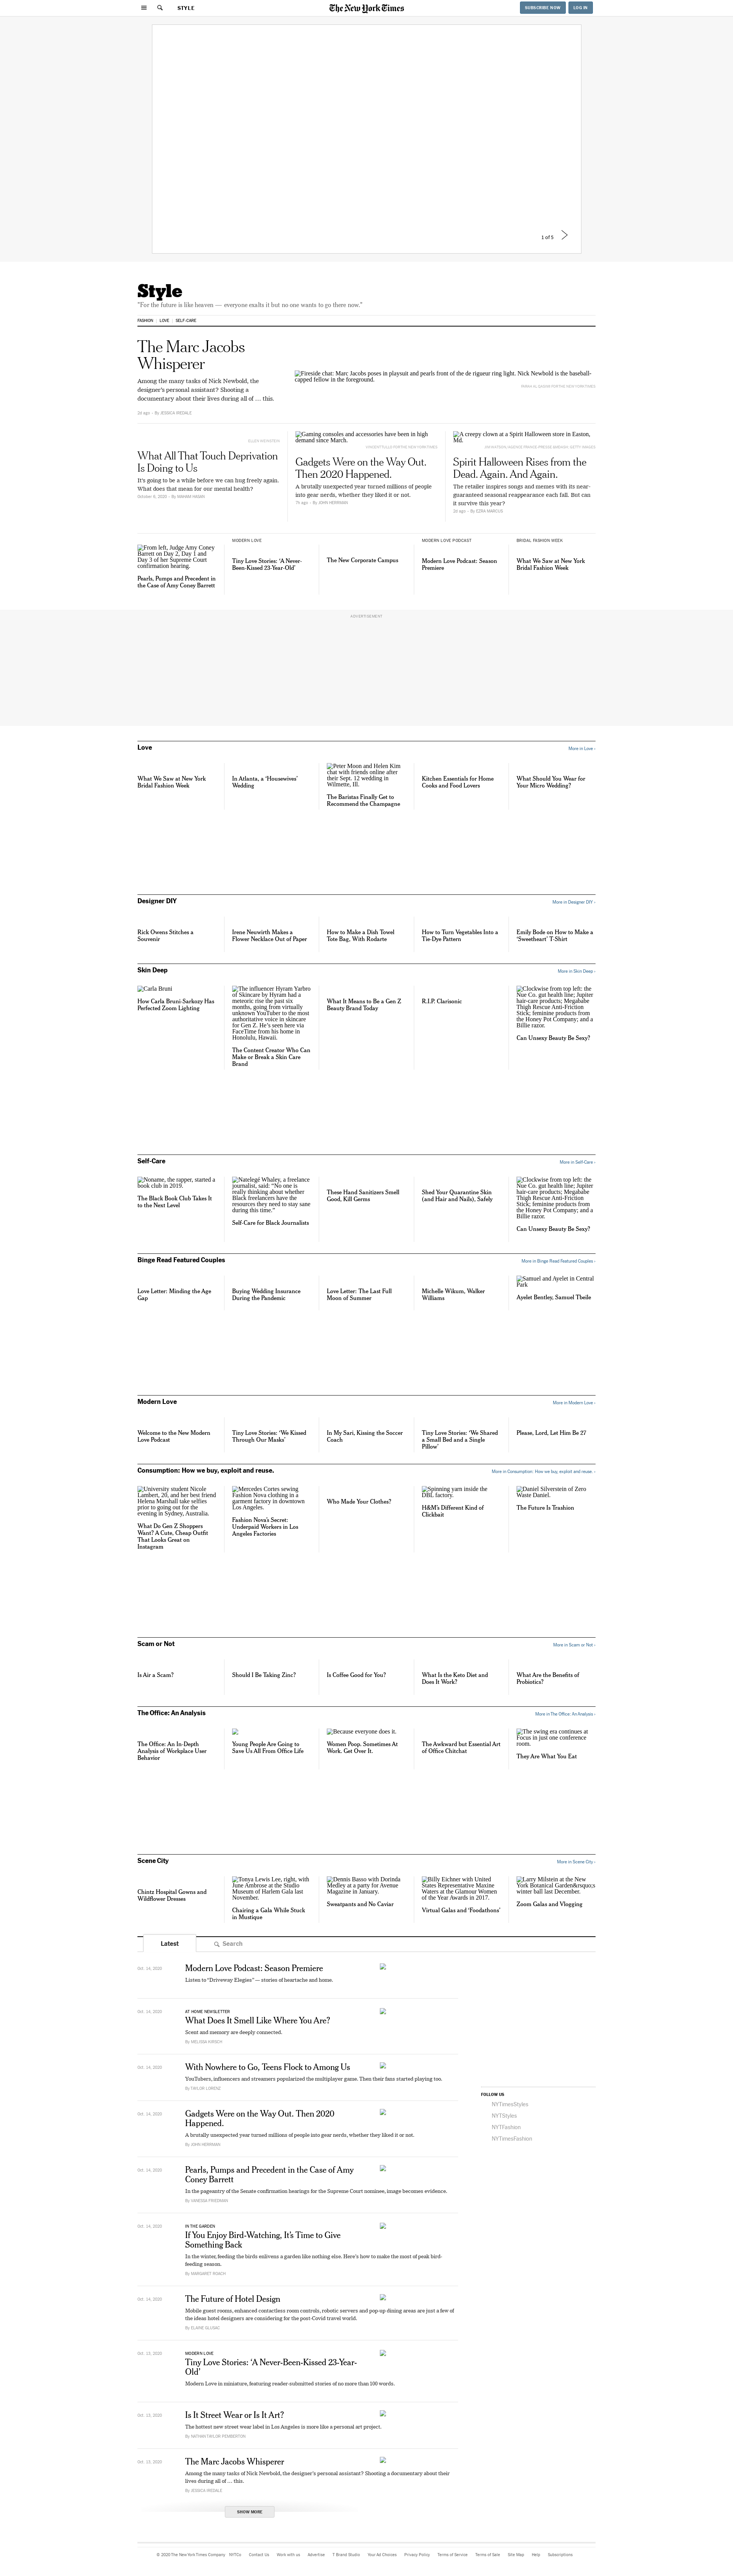 STYLE
The New York Times
SUBSCRIBE NOW
LOG IN
1 of 5
Style
“For the future is like heaven — everyone exalts it but no one wants to go there now.”
FASHION
LOVE
SELF-CARE
The Marc Jacobs
Whisperer
Among the many tasks of Nick Newbold, the
designer’s personal assistant? Shooting a
documentary about their lives during all of … this.
2d ago · By JESSICA IREDALE
Fireside chat: Marc Jacobs poses in playsuit and pearls front of the de rigueur ring light. Nick Newbold is the baseball-
capped fellow in the foreground.
What All That Touch Deprivation
Is Doing to Us
It’s going to be a while before we can hug freely again.
What does that mean for our mental health?
October 6, 2020 · By MAHAM HASAN
Gaming consoles and accessories have been in high
demand since March.
Gadgets Were on the Way Out.
Then 2020 Happened.
A brutally unexpected year turned millions of people
into gear nerds, whether they liked it or not.
7h ago · By JOHN HERRMAN
A creepy clown at a Spirit Halloween store in Easton,
Md.
Spirit Halloween Rises from the
Dead. Again. And Again.
The retailer inspires songs and memes with its near-
guaranteed seasonal reappearance each fall. But can
it survive this year?
2d ago · By EZRA MARCUS
From left, Judge Amy Coney
Barrett on Day 2, Day 1 and
Day 3 of her Supreme Court
confirmation hearing.
Pearls, Pumps and Precedent in
the Case of Amy Coney Barrett
MODERN LOVE
Tiny Love Stories: ‘A Never-
Been-Kissed 23-Year-Old’
The New Corporate Campus
MODERN LOVE PODCAST
Modern Love Podcast: Season
Premiere
BRIDAL FASHION WEEK
What We Saw at New York
Bridal Fashion Week
ADVERTISEMENT
Love
More in Love ›
What We Saw at New York
Bridal Fashion Week
In Atlanta, a ‘Housewives’
Wedding
Peter Moon and Helen Kim
chat with friends online after
their Sept. 12 wedding in
Wilmette, Ill.
The Baristas Finally Get to
Recommend the Champagne
Kitchen Essentials for Home
Cooks and Food Lovers
What Should You Wear for
Your Micro Wedding?
Designer DIY
More in Designer DIY ›
Rick Owens Stitches a
Souvenir
Irene Neuwirth Makes a
Flower Necklace Out of Paper
How to Make a Dish Towel
Tote Bag, With Rodarte
How to Turn Vegetables Into a
Tie-Dye Pattern
Emily Bode on How to Make a
‘Sweetheart’ T-Shirt
Skin Deep
More in Skin Deep ›
Carla Bruni
How Carla Bruni-Sarkozy Has
Perfected Zoom Lighting
The influencer Hyram Yarbro
of Skincare by Hyram had a
meteoric rise the past six
months, going from virtually
unknown YouTuber to the most
authoritative voice in skincare
for Gen Z. He’s seen here via
FaceTime from his home in
Honolulu, Hawaii.
The Content Creator Who Can
Make or Break a Skin Care
Brand
What It Means to Be a Gen Z
Beauty Brand Today
R.I.P. Clarisonic
Clockwise from top left: the
Nue Co. gut health line; Jupiter
hair-care products; Megababe
Thigh Rescue Anti-Friction
Stick; feminine products from
the Honey Pot Company; and a
Billie razor.
Can Unsexy Beauty Be Sexy?
Self-Care
More in Self-Care ›
Noname, the rapper, started a
book club in 2019.
The Black Book Club Takes It
to the Next Level
Natelegé Whaley, a freelance
journalist, said: “No one is
really thinking about whether
Black freelancers have the
resources they need to stay sane
during this time.”
Self-Care for Black Journalists
These Hand Sanitizers Smell
Good, Kill Germs
Shed Your Quarantine Skin
(and Hair and Nails), Safely
Clockwise from top left: the
Nue Co. gut health line; Jupiter
hair-care products; Megababe
Thigh Rescue Anti-Friction
Stick; feminine products from
the Honey Pot Company; and a
Billie razor.
Can Unsexy Beauty Be Sexy?
Binge Read Featured Couples
More in Binge Read Featured Couples ›
Love Letter: Minding the Age
Gap
Buying Wedding Insurance
During the Pandemic
Love Letter: The Last Full
Moon of Summer
Michelle Wikum, Walker
Williams
Samuel and Ayelet in Central
Park
Ayelet Bentley, Samuel Tbeile
Modern Love
More in Modern Love ›
Welcome to the New Modern
Love Podcast
Tiny Love Stories: ‘We Kissed
Through Our Masks’
In My Sari, Kissing the Soccer
Coach
Tiny Love Stories: ‘We Shared
a Small Bed and a Single
Pillow’
Please, Lord, Let Him Be 27
Consumption: How we buy, exploit and reuse.
More in Consumption: How we buy, exploit and reuse. ›
University student Nicole
Lambert, 20, and her best friend
Helena Marshall take selfies
prior to going out for the
evening in Sydney, Australia.
What Do Gen Z Shoppers
Want? A Cute, Cheap Outfit
That Looks Great on
Instagram
Mercedes Cortes sewing
Fashion Nova clothing in a
garment factory in downtown
Los Angeles.
Fashion Nova’s Secret:
Underpaid Workers in Los
Angeles Factories
Who Made Your Clothes?
Spinning yarn inside the
DBL factory.
H&M’s Different Kind of
Clickbait
Daniel Silverstein of Zero
Waste Daniel.
The Future Is Trashion
Scam or Not
More in Scam or Not ›
Is Air a Scam?
Should I Be Taking Zinc?
Is Coffee Good for You?
What Is the Keto Diet and
Does It Work?
What Are the Benefits of
Probiotics?
The Office: An Analysis
More in The Office: An Analysis ›
The Office: An In-Depth
Analysis of Workplace User
Behavior
Young People Are Going to
Save Us All From Office Life
Because everyone does it.
Women Poop. Sometimes At
Work. Get Over It.
The Awkward but Essential Art
of Office Chitchat
The swing era continues at
Focus in just one conference
room.
They Are What You Eat
Scene City
More in Scene City ›
Chintz Hospital Gowns and
Wildflower Dresses
Tonya Lewis Lee, right, with
June Ambrose at the Studio
Museum of Harlem Gala last
November.
Chairing a Gala While Stuck
in Mustique
Dennis Basso with Dorinda
Medley at a party for Avenue
Magazine in January.
Sweatpants and No Caviar
Billy Eichner with United
States Representative Maxine
Waters at the Glamour Women
of the Year Awards in 2017.
Virtual Galas and ‘Foodathons’
Larry Milstein at the New
York Botanical Garden&rsquo;s
winter ball last December.
Zoom Galas and Vlogging
Latest
Search
Oct. 14, 2020
Modern Love Podcast: Season Premiere
Listen to “Driveway Elegies” — stories of heartache and home.
Oct. 14, 2020
AT HOME NEWSLETTER
What Does It Smell Like Where You Are?
Scent and memory are deeply connected.
By MELISSA KIRSCH
Oct. 14, 2020
With Nowhere to Go, Teens Flock to Among Us
YouTubers, influencers and streamers popularized the multiplayer game. Then their fans started playing too.
By TAYLOR LORENZ
Oct. 14, 2020
Gadgets Were on the Way Out. Then 2020
Happened.
A brutally unexpected year turned millions of people into gear nerds, whether they liked it or not.
By JOHN HERRMAN
Oct. 14, 2020
Pearls, Pumps and Precedent in the Case of Amy
Coney Barrett
In the pageantry of the Senate confirmation hearings for the Supreme Court nominee, image becomes evidence.
By VANESSA FRIEDMAN
Oct. 14, 2020
IN THE GARDEN
If You Enjoy Bird-Watching, It’s Time to Give
Something Back
In the winter, feeding the birds enlivens a garden like nothing else. Here’s how to make the most of peak bird-
feeding season.
By MARGARET ROACH
Oct. 14, 2020
The Future of Hotel Design
Mobile guest rooms, enhanced contactless room controls, robotic servers and pop-up dining areas are just a few of
the ideas hotel designers are considering for the post-Covid travel world.
By ELAINE GLUSAC
Oct. 13, 2020
MODERN LOVE
Tiny Love Stories: ‘A Never-Been-Kissed 23-Year-
Old’
Modern Love in miniature, featuring reader-submitted stories of no more than 100 words.
Oct. 13, 2020
Is It Street Wear or Is It Art?
The hottest new street wear label in Los Angeles is more like a personal art project.
By NATHAN TAYLOR PEMBERTON
Oct. 13, 2020
The Marc Jacobs Whisperer
Among the many tasks of Nick Newbold, the designer’s personal assistant? Shooting a documentary about their
lives during all of … this.
By JESSICA IREDALE
SHOW MORE
FOLLOW US
NYTimesStyles
NYTStyles
NYTFashion
NYTimesFashion
© 2020 The New York Times Company
NYTCo
Contact Us
Work with us
Advertise
T Brand Studio
Your Ad Choices
Privacy Policy
Terms of Service
Terms of Sale
Site Map
Help
Subscriptions